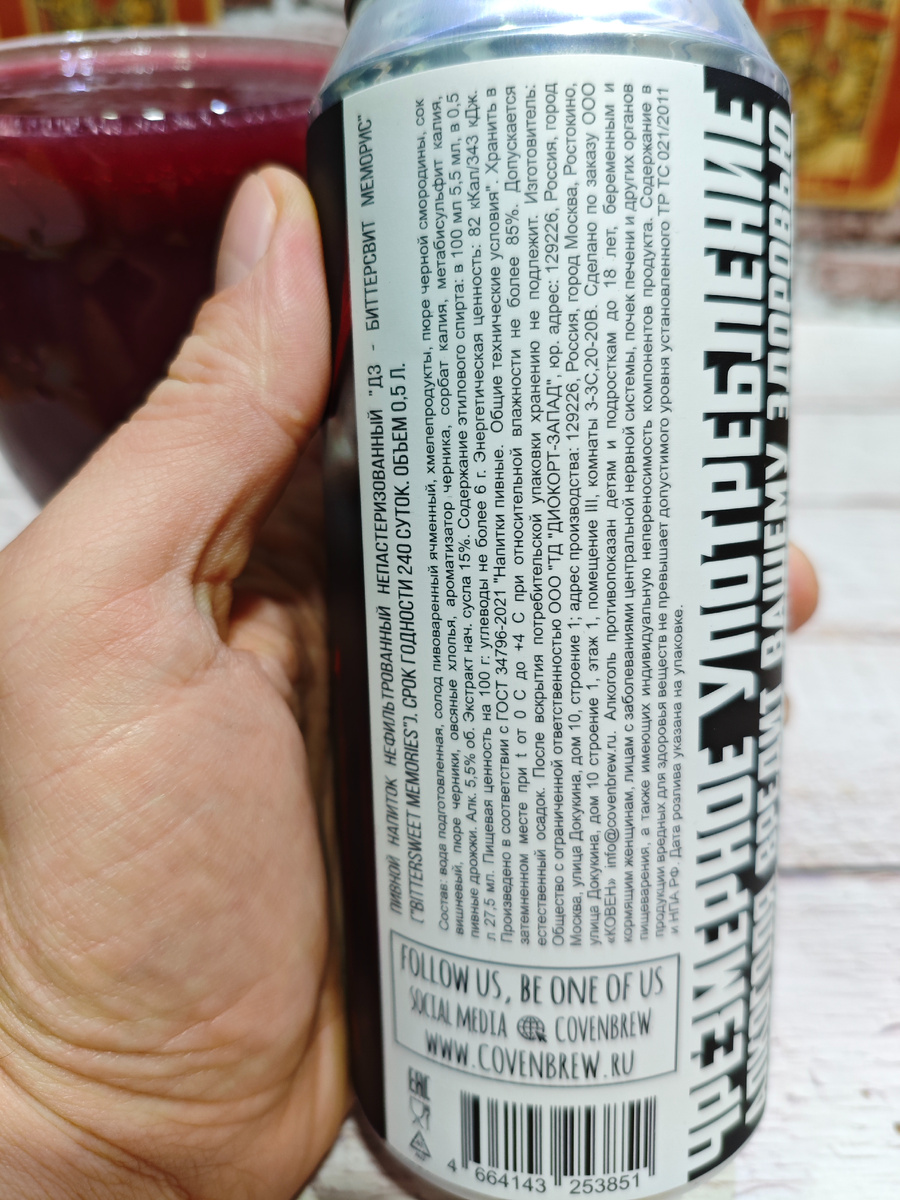 ПИВНОЙ НАПИТОК НЕФИЛЬТРОВАННЫЙ НЕПАСТЕРИЗОВАННЫЙ "ДЗ - БИТТЕРСВИТ МЕМОРИС"
("BITTERSWEET MEMORIES"). СРОК ГОДНОСТИ 240 СУТОК. ОБЪЕМ 0,5 Л.
Состав: вода подготовленная, солод пивоваренный ячменный, хмелепродукты, пюре черной смородины, сок
вишневый, пюре черники, овсяные хлопья, ароматизатор черника, сорбат калия, метабисульфит калия,
пивные дрожжи. Алк. 5,5% об. Экстракт нач. сусла 15%. Содержание этилового спирта: в 100 мл 5,5 мл, в 0,5
л 27,5 мл. Пищевая ценность на 100 г: углеводы не более 6 г. Энергетическая ценность: 82 кКал/343 кДж.
Произведено в соответствии с ГОСТ 34796-2021 "Напитки пивные. Общие технические условия". Хранить в
затемненном месте при t от 0 С до +4 С при относительной влажности не более 85%. Допускается
естественный осадок. После вскрытия потребительской упаковки хранению не подлежит. Изготовитель:
Общество с ограниченной ответственностью ООО "ТД "ДИОКОРТ-ЗАПАД", юр. адрес: 129226, Россия, город
Москва, улица Докукина, дом 10, строение 1; адрес производства: 129226, Россия, город Москва, Ростокино,
улица Докукина, дом 10 строение 1, этаж 1, помещение III, комнаты 3-3С,20-20В. Сделано по заказу ООО
«КОВЕН» info@covenbrew.ru. Алкоголь противопоказан детям и подросткам до 18 лет, беременным и
кормящим женщинам, лицам с заболеваниями центральной нервной системы, почек печени и других органов
пищеварения, а также имеющих индивидуальную непереносимость компонентов продукта. Содержание в
продукции вредных для здоровья веществ не превышает допустимого уровня установленного ТР ТС 021/2011
и НПА РФ. Дата розлива указана на упаковке.
ЧРЕЗМЕРНОЕ УПОТРЕБЛЕНИЕ
АЛКОГОЛЯ ВРЕДИТ ВАШЕМУ ЗДОРОВЬЮ
FOLLOW US, BE ONE OF US
SOCIAL MEDIA COVENBREW
WWW.COVENBREW.RU
EAC
4 664143 253851